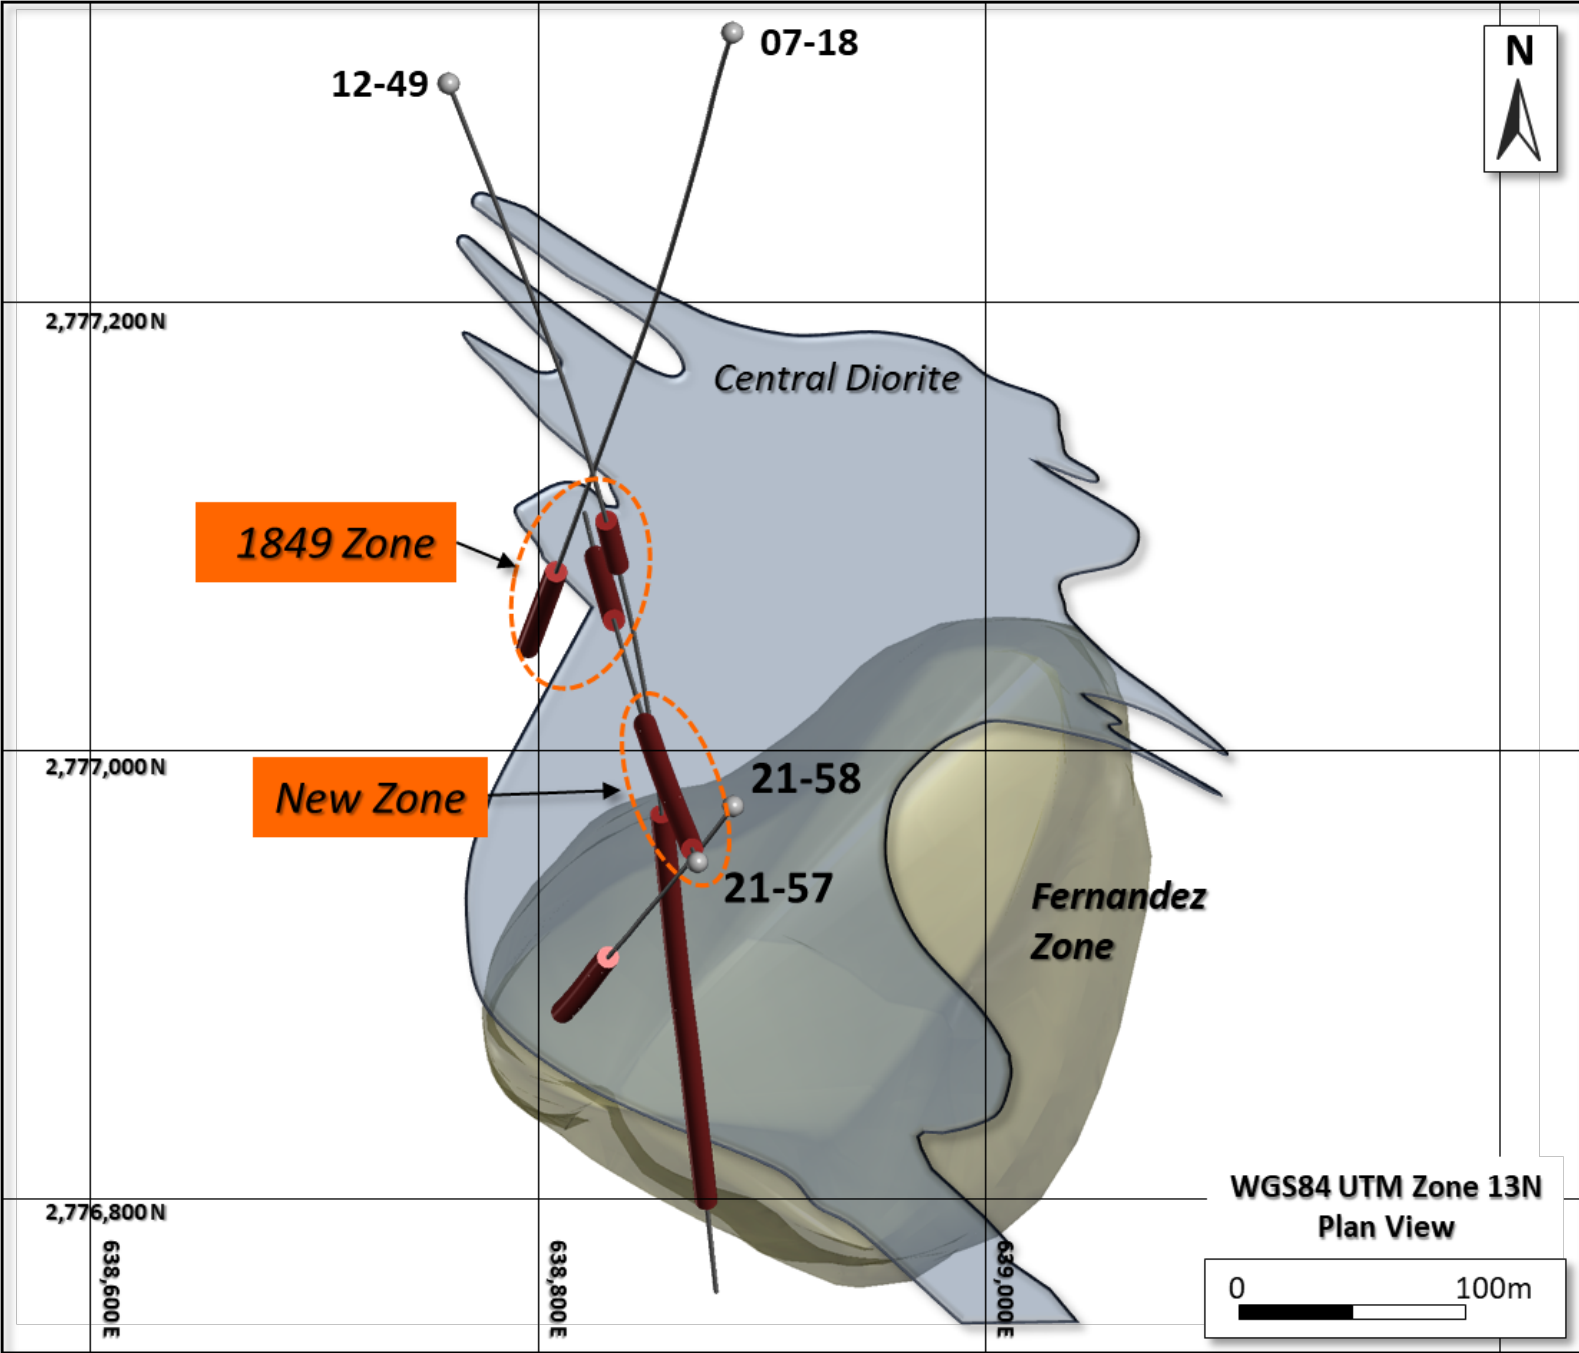 07-18
12-49
N
2,777,200 N
Central Diorite
1849 Zone
2,777,000 N
New Zone
21-58
21-57
Fernandez
Zone
2,776,800 N
638,600E
638,800E
639,000E
WGS84 UTM Zone 13N
Plan View
0 100m